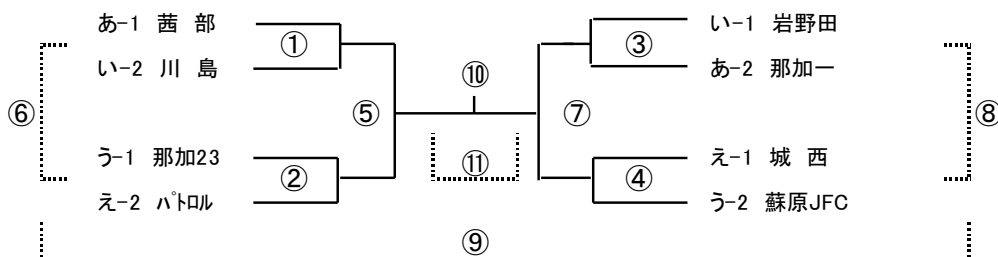 あ-1 茜 部
い-2 川 島
①
⑥
⑤
う-1 那加23
え-2 パトロル
②
⑩
⑪
⑨
い-1 岩野田
あ-2 那加一
③
⑦
⑧
え-1 城 西
う-2 蘇原JFC
④